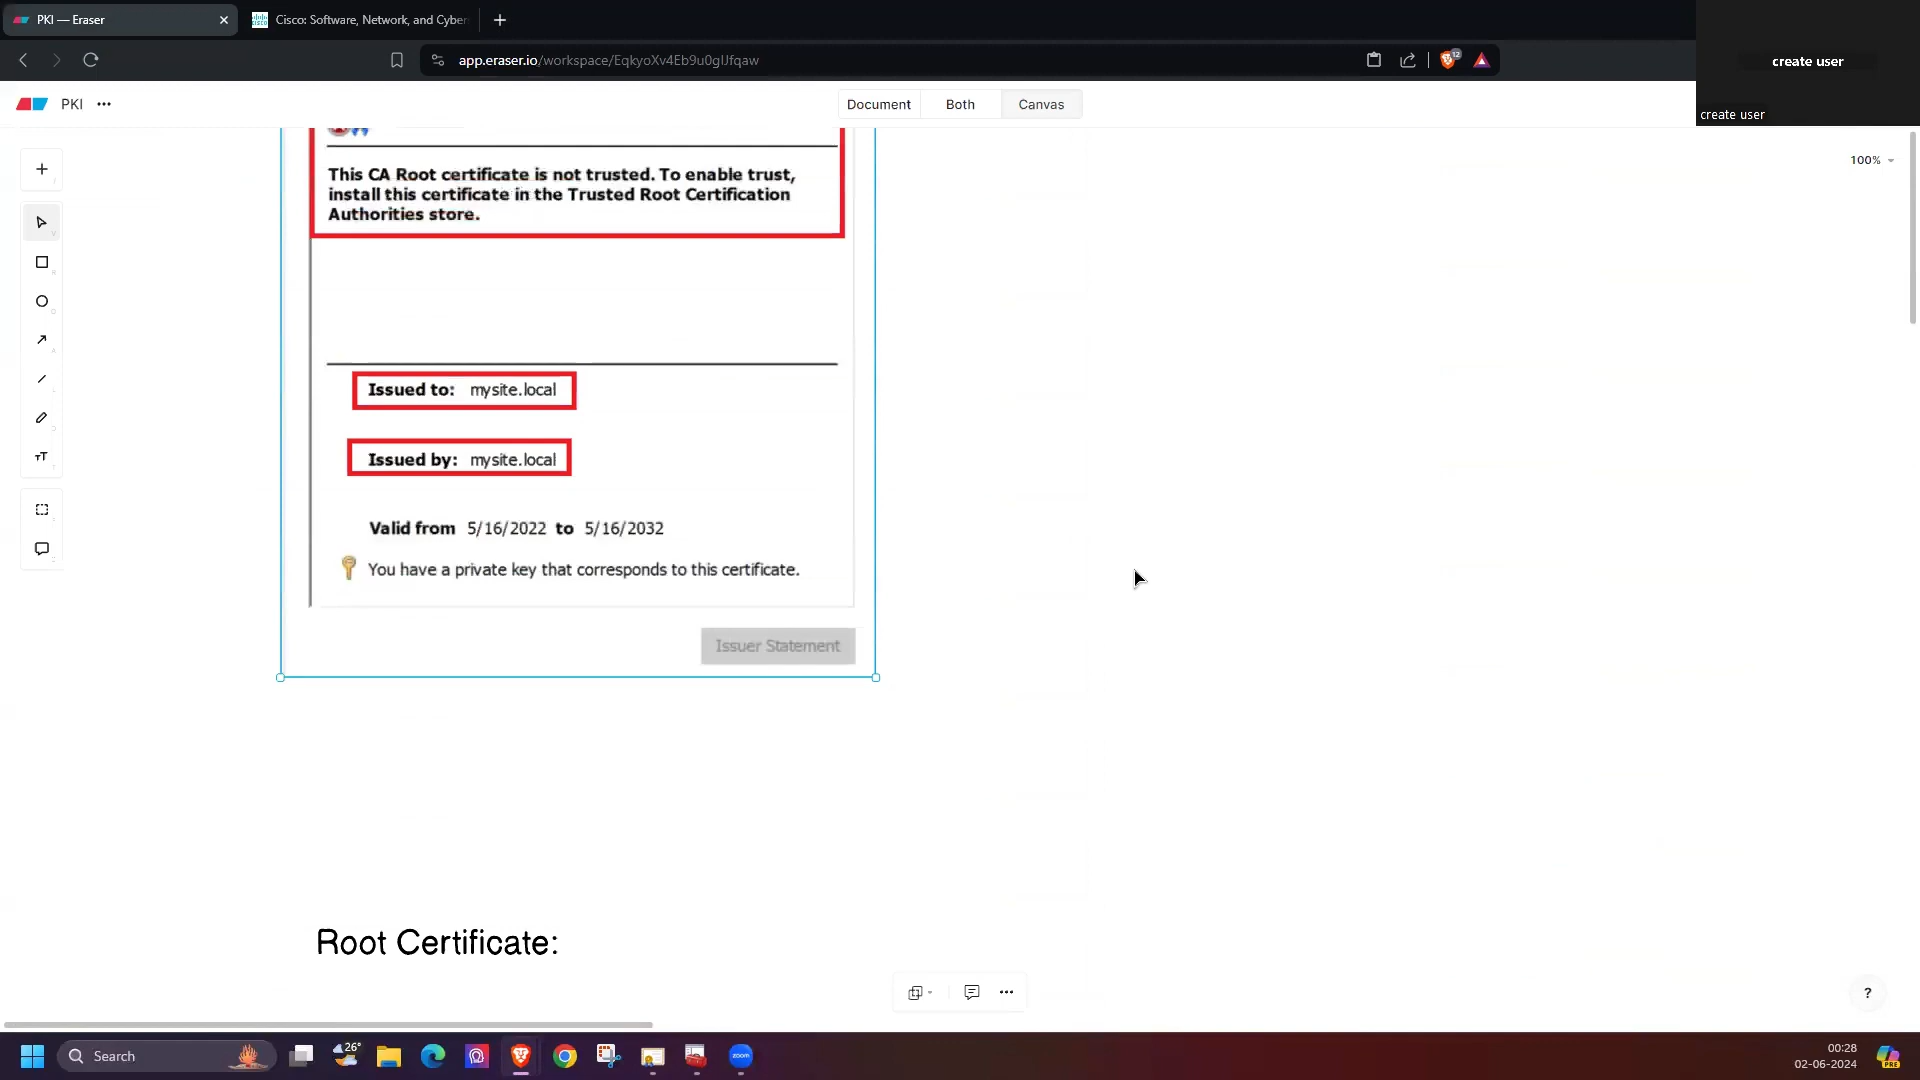 PKI — Eraser
Cisco: Software, Network, and Cyber
app.eraser.io/workspace/EqkyoXv4Eb9u0glJfqaw
12
create user
create user
PKI
Document
Both
Canvas
100%
This CA Root certificate is not trusted. To enable trust,
install this certificate in the Trusted Root Certification
Authorities store.
Issued to: mysite.local
Issued by: mysite.local
Valid from 5/16/2022 to 5/16/2032
You have a private key that corresponds to this certificate.
Issuer Statement
Root Certificate:
?
Search
26°
zoom
00:28
02-06-2024
PRE